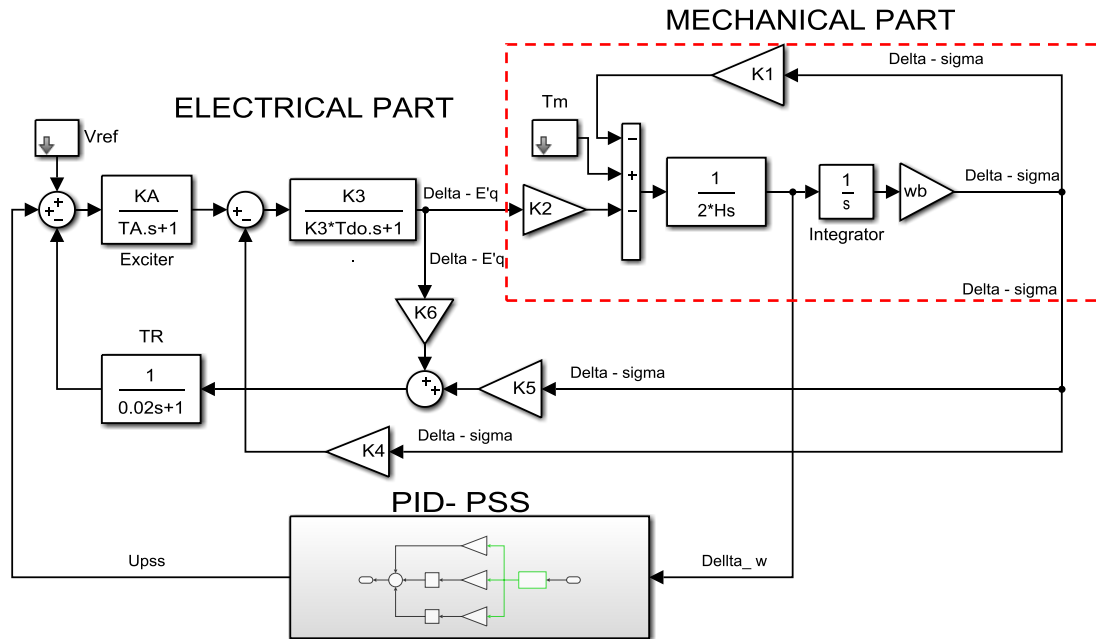 MECHANICAL PART
Delta - sigma
K1
ELECTRICAL PART
Tm
Vref
KA
TA.s+1
Exciter
K3
K3*Tdo.s+1
.
Delta - E'q
Delta - E'q
K2
1
2*Hs
1
s
Integrator
wb
Delta - sigma
Delta - sigma
K6
TR
1
0.02s+1
K5
Delta - sigma
K4
Delta - sigma
PID- PSS
Upss
Dellta_ w